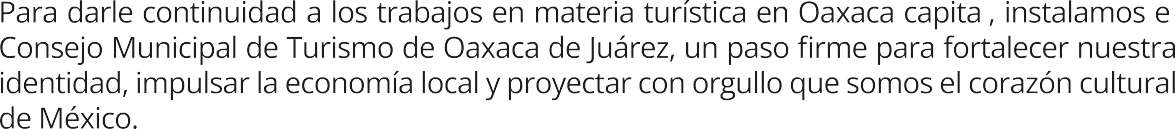 Para darle continuidad a los trabajos en materia turística en Oaxaca capita , instalamos e
Consejo Municipal de Turismo de Oaxaca de Juárez, un paso firme para fortalecer nuestra
identidad, impulsar la economía local y proyectar con orgullo que somos el corazón cultural
de México.